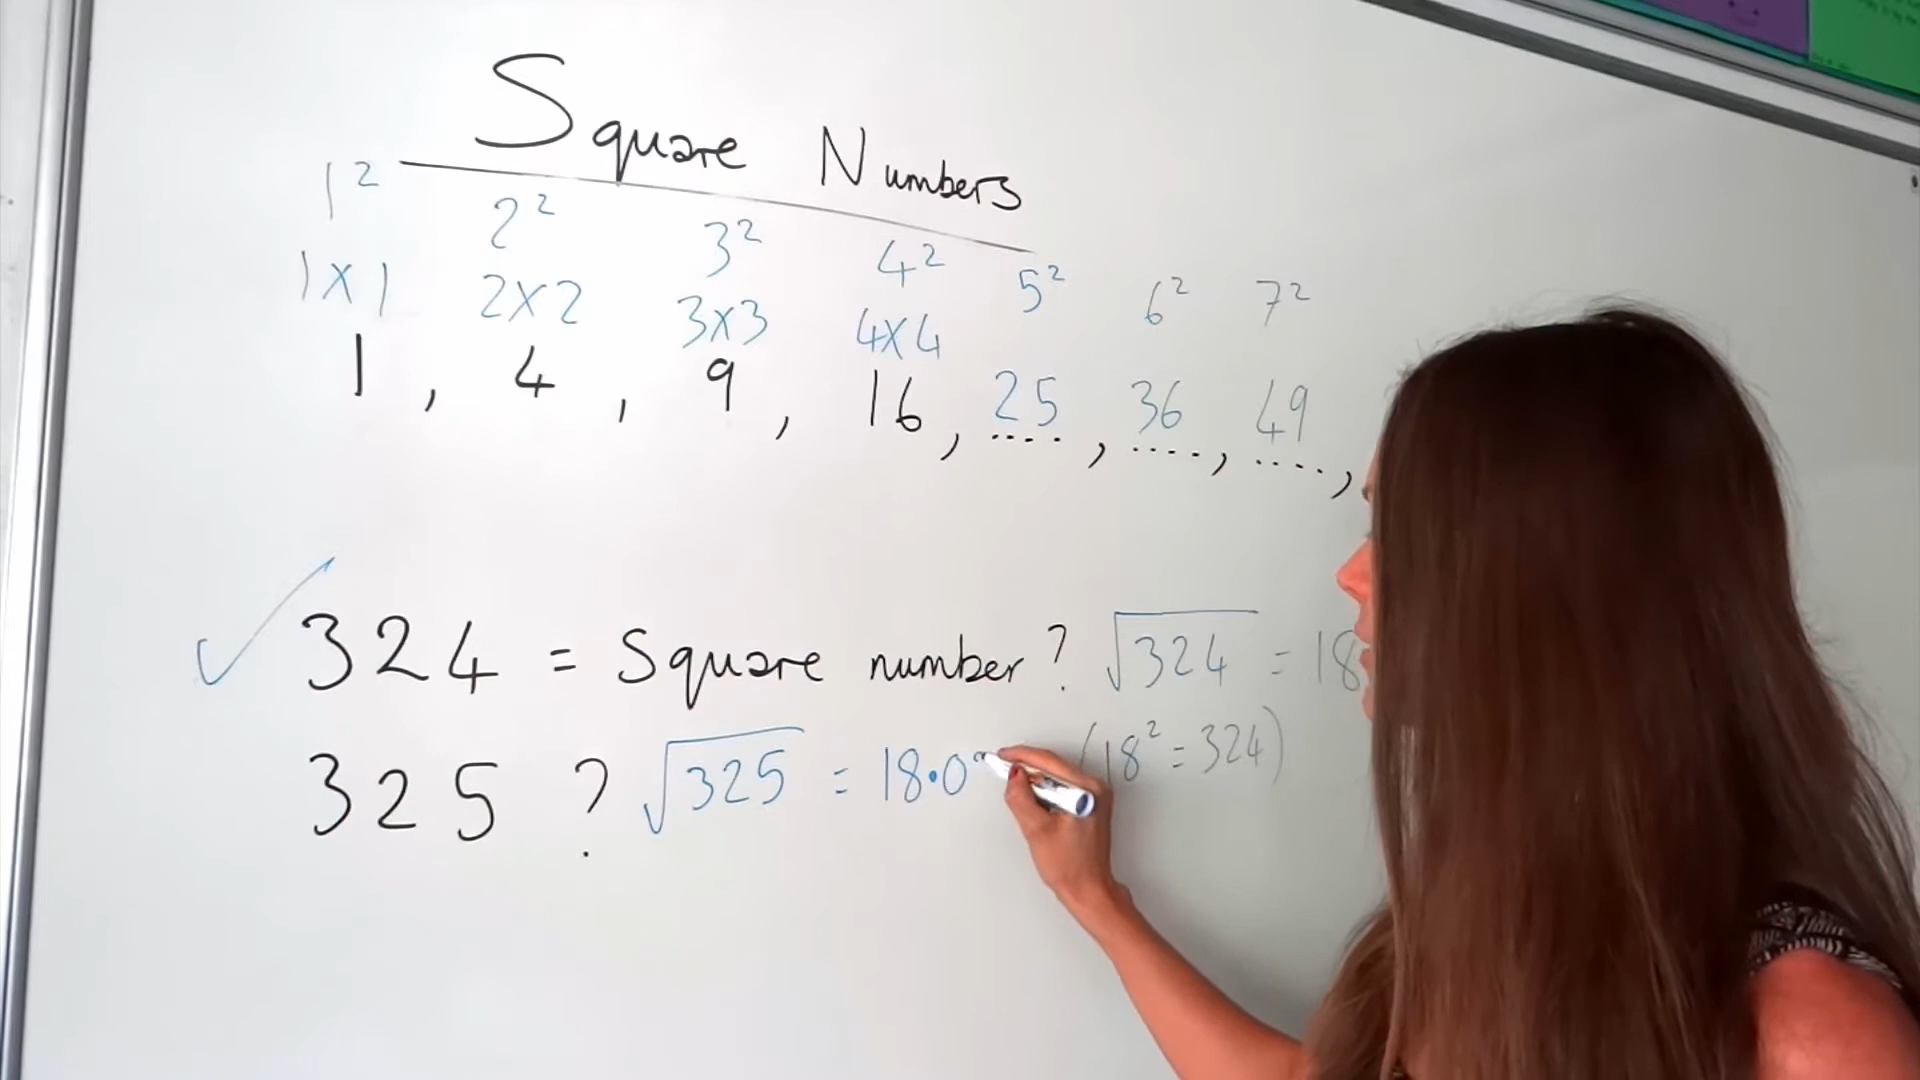 Square Numbers
1² 2² 3² 4² 5² 6² 7²
1x1 2x2 3x3 4x4
1 , 4 , 9 , 16 , 25 , 36 , 49 ,
324 = Square number ? √324 = 18
(18² = 324)
325 ? √325 = 18.0